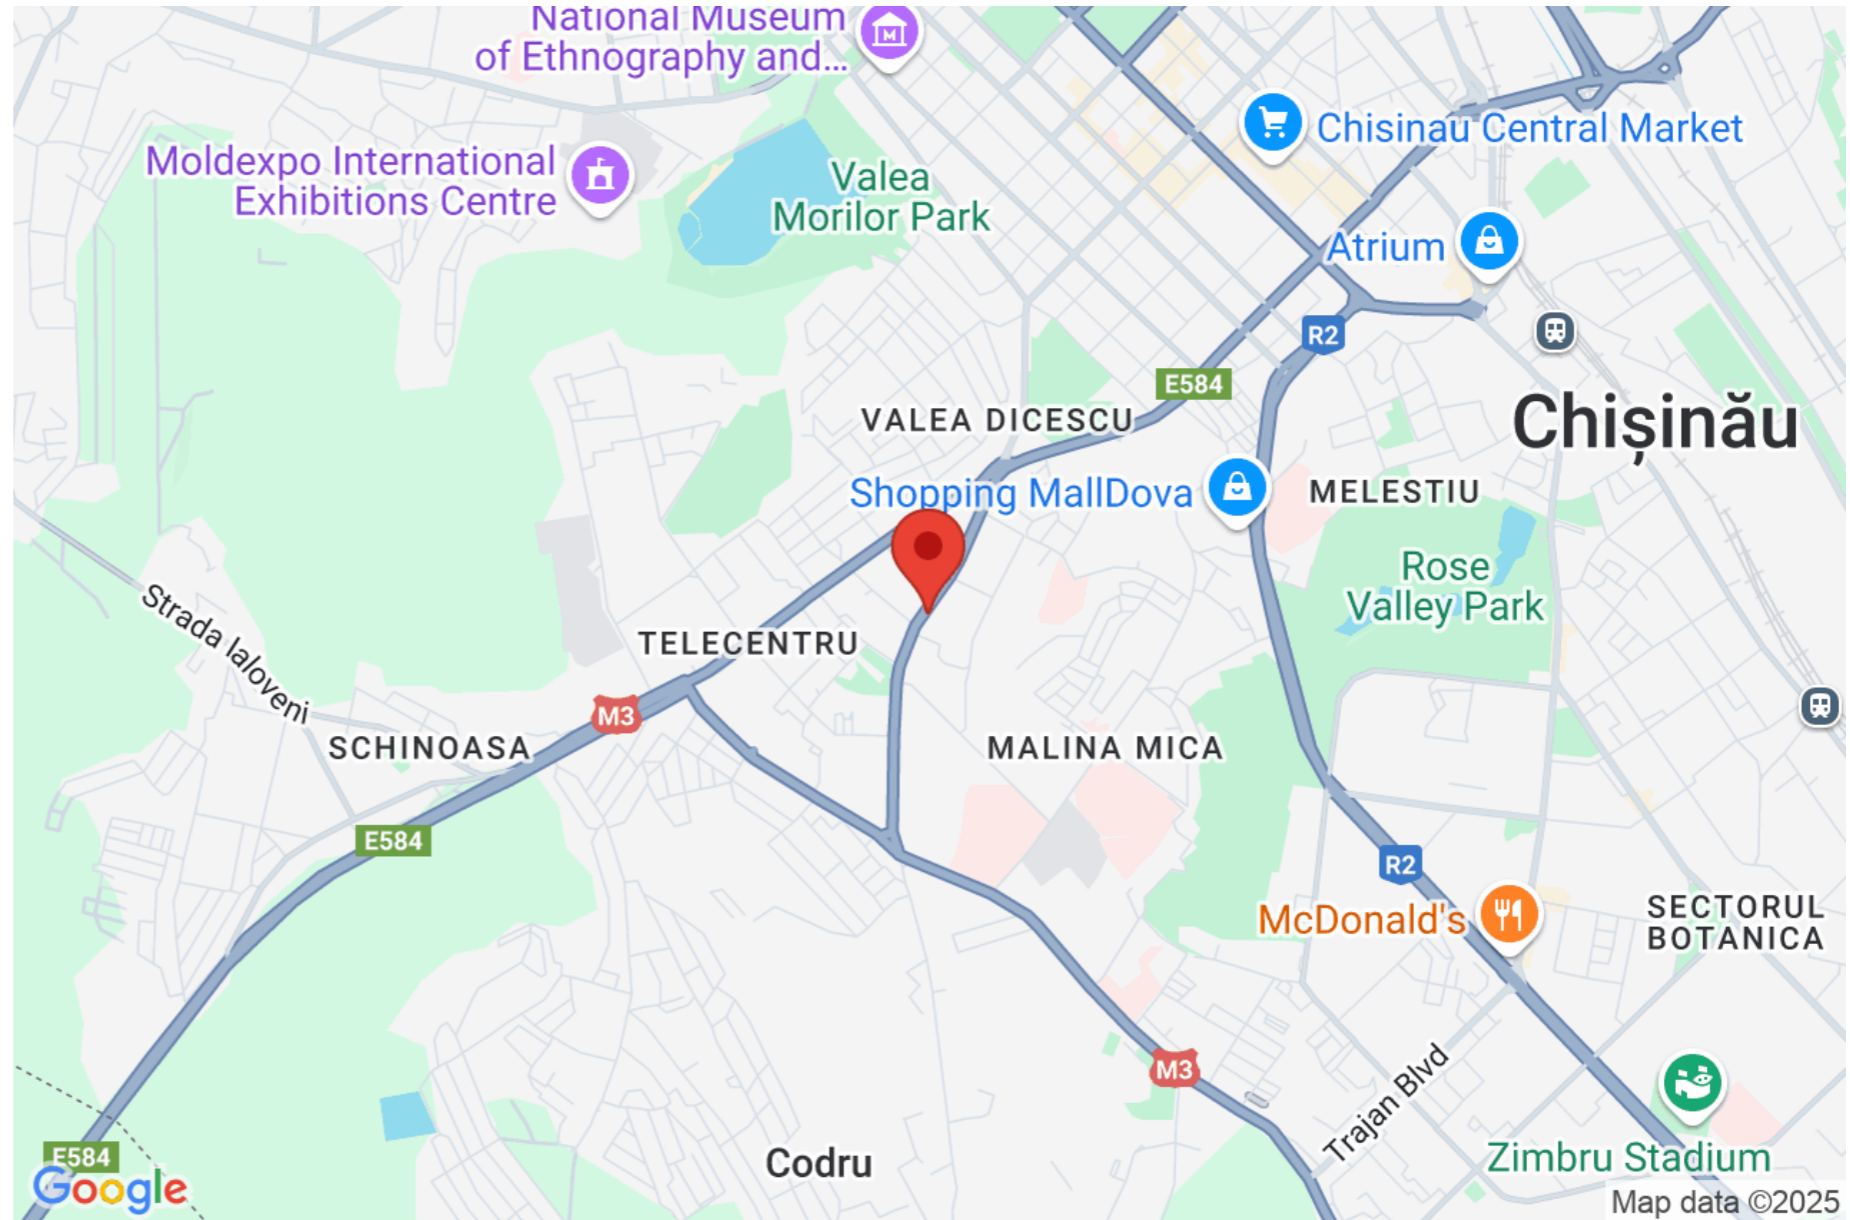 National Museum
of Ethnography and...
Chisinau Central Market
Moldexpo International
Exhibitions Centre
Valea
Morilor Park
Atrium
R2
E584
VALEA DICESCU
Chișinău
Shopping MallDova
MELESTIU
Rose
Valley Park
Strada Ialoveni
TELECENTRU
M3
SCHINOASA
MALINA MICA
E584
R2
McDonald's
SECTORUL
BOTANICA
M3
Trajan Blvd
E584
Codru
Zimbru Stadium
Google
Map data ©2025